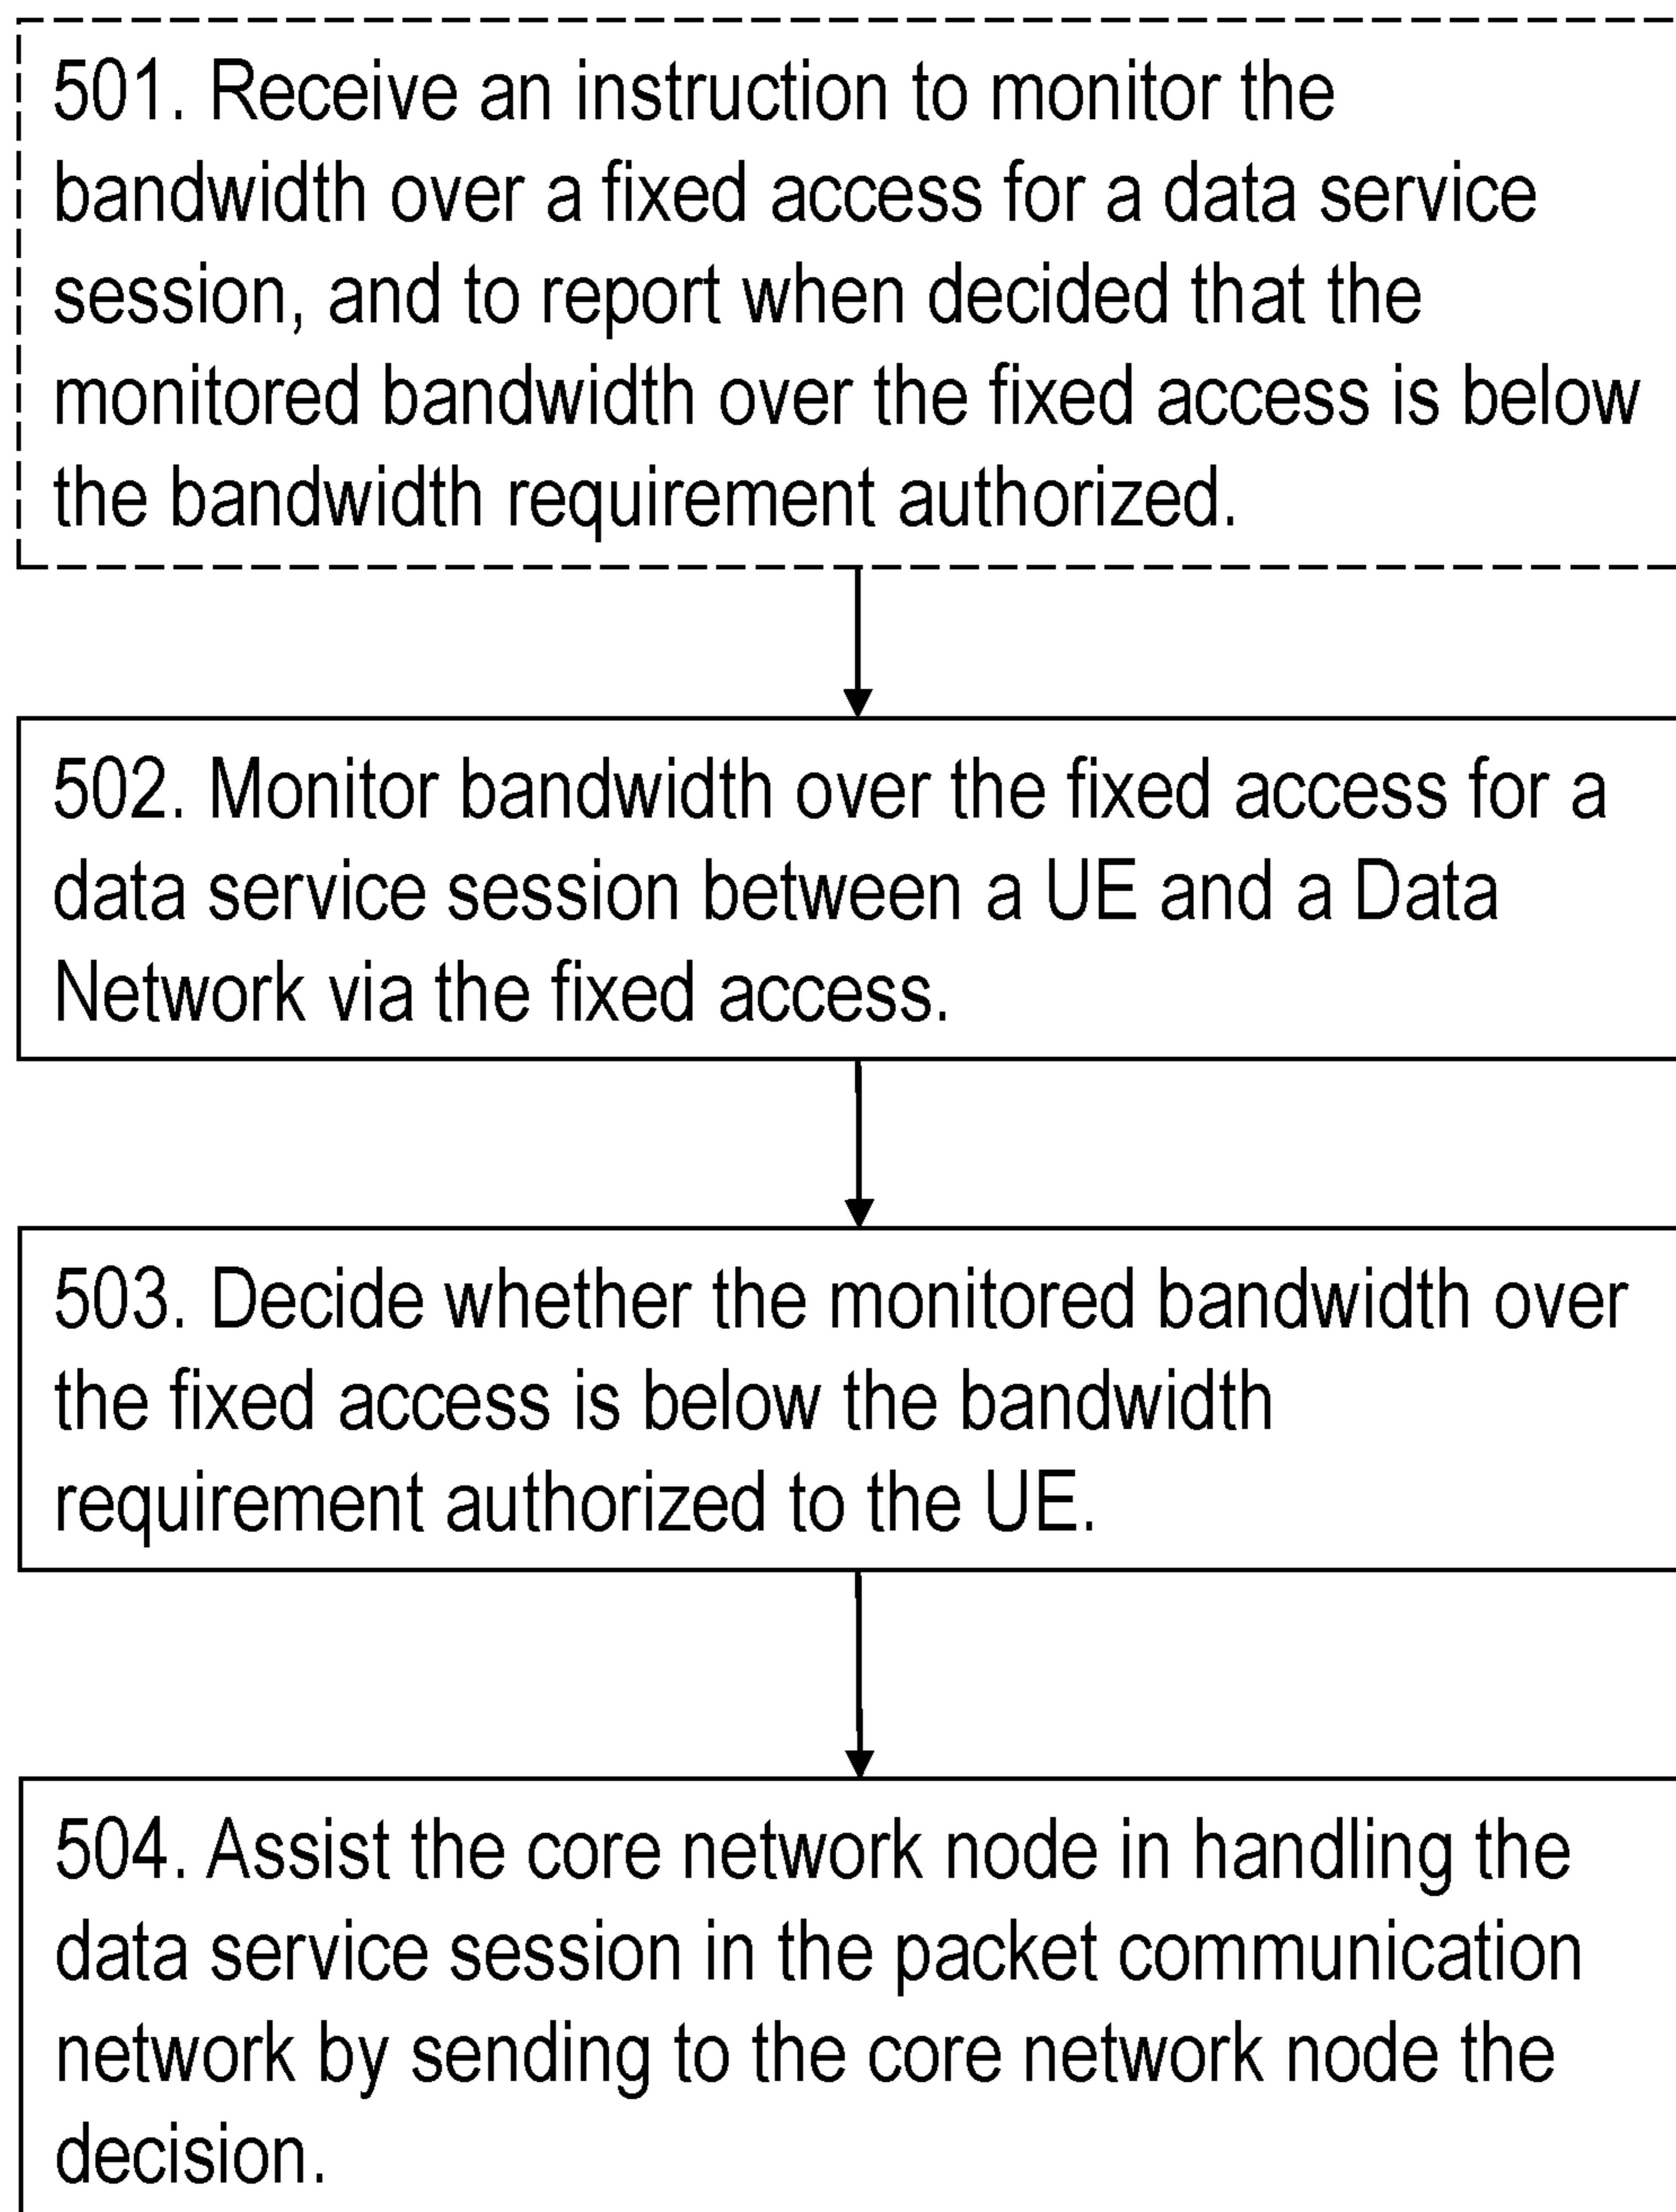 501. Receive an instruction to monitor the
bandwidth over a fixed access for a data service
session, and to report when decided that the
monitored bandwidth over the fixed access is below
the bandwidth requirement authorized.
502. Monitor bandwidth over the fixed access for a
data service session between a UE and a Data
Network via the fixed access.
503. Decide whether the monitored bandwidth over
the fixed access is below the bandwidth
requirement authorized to the UE.
504. Assist the core network node in handling the
data service session in the packet communication
network by sending to the core network node the
decision.